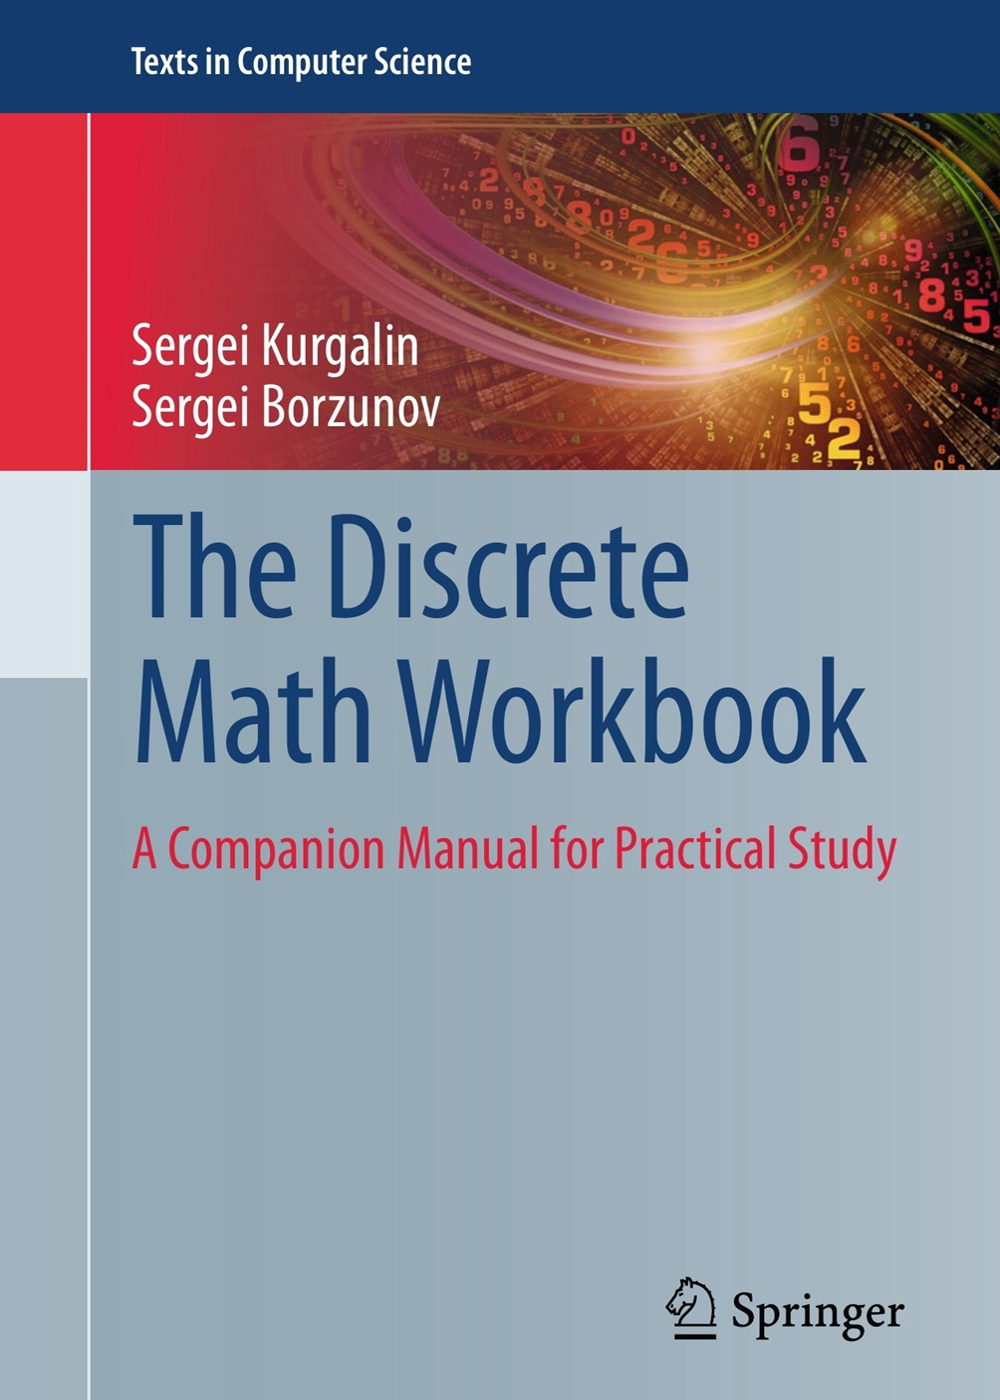 Texts in Computer Science
Sergei Kurgalin
Sergei Borzunov
The Discrete
Math Workbook
A Companion Manual for Practical Study
Springer